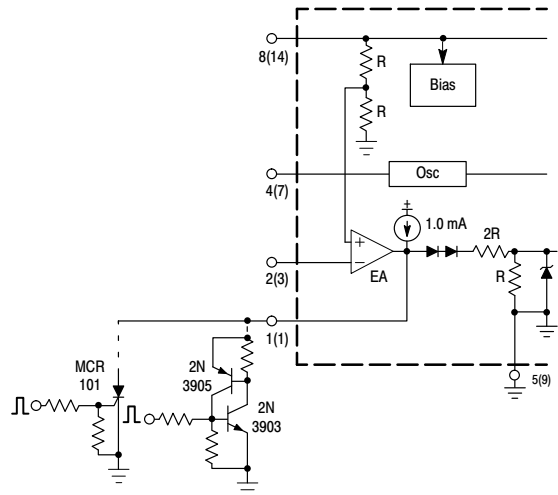 8(14)
R
Bias
R
4(7)
Osc
1.0 mA
2R
+
−
2(3)
EA
R
1(1)
5(9)
MCR
101
2N
3905
2N
3903